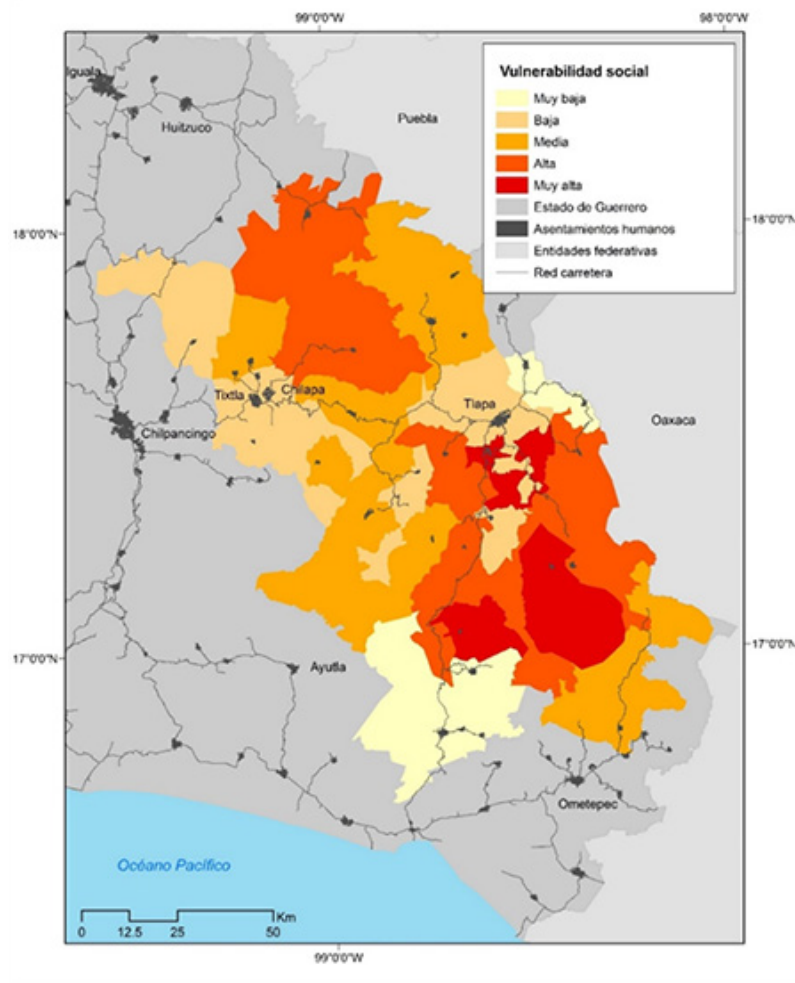 99°0'0"W
98°0'0"W
Iguala
Huitzuco
Puebla
Vulnerabilidad social
Muy baja
Baja
Media
Alta
Muy alta
Estado de Guerrero
Asentamientos humanos
Entidades federativas
Red carretera
18°0'0"N
18°0'0"N
Tixtla
Chilapa
Tlapa
Chilpancingo
Oaxaca
17°0'0"N
17°0'0"N
Ayutla
Ometepec
Océano Pacífico
Km
0 12.5 25 50
99°0'0"W